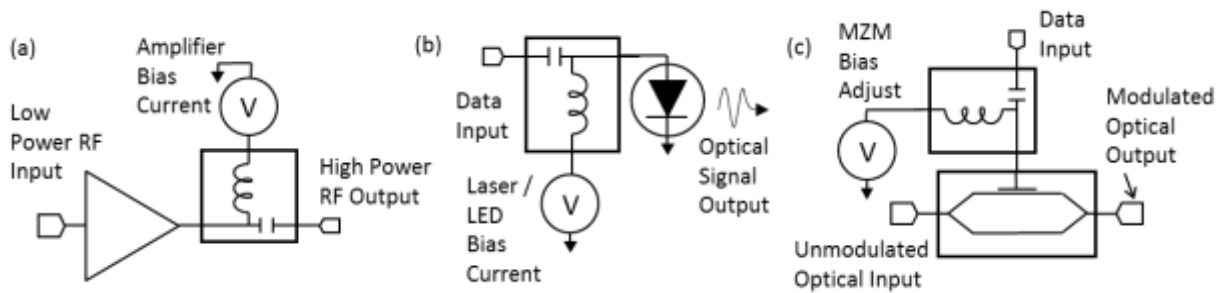 (a)
Amplifier
Bias
Current
V
Low
Power RF
Input
High Power
RF Output
(b)
Data
Input
Laser /
LED
Bias
Current
V
Optical
Signal
Output
(c)
MZM
Bias
Adjust
V
Data
Input
Modulated
Optical
Output
Unmodulated
Optical Input